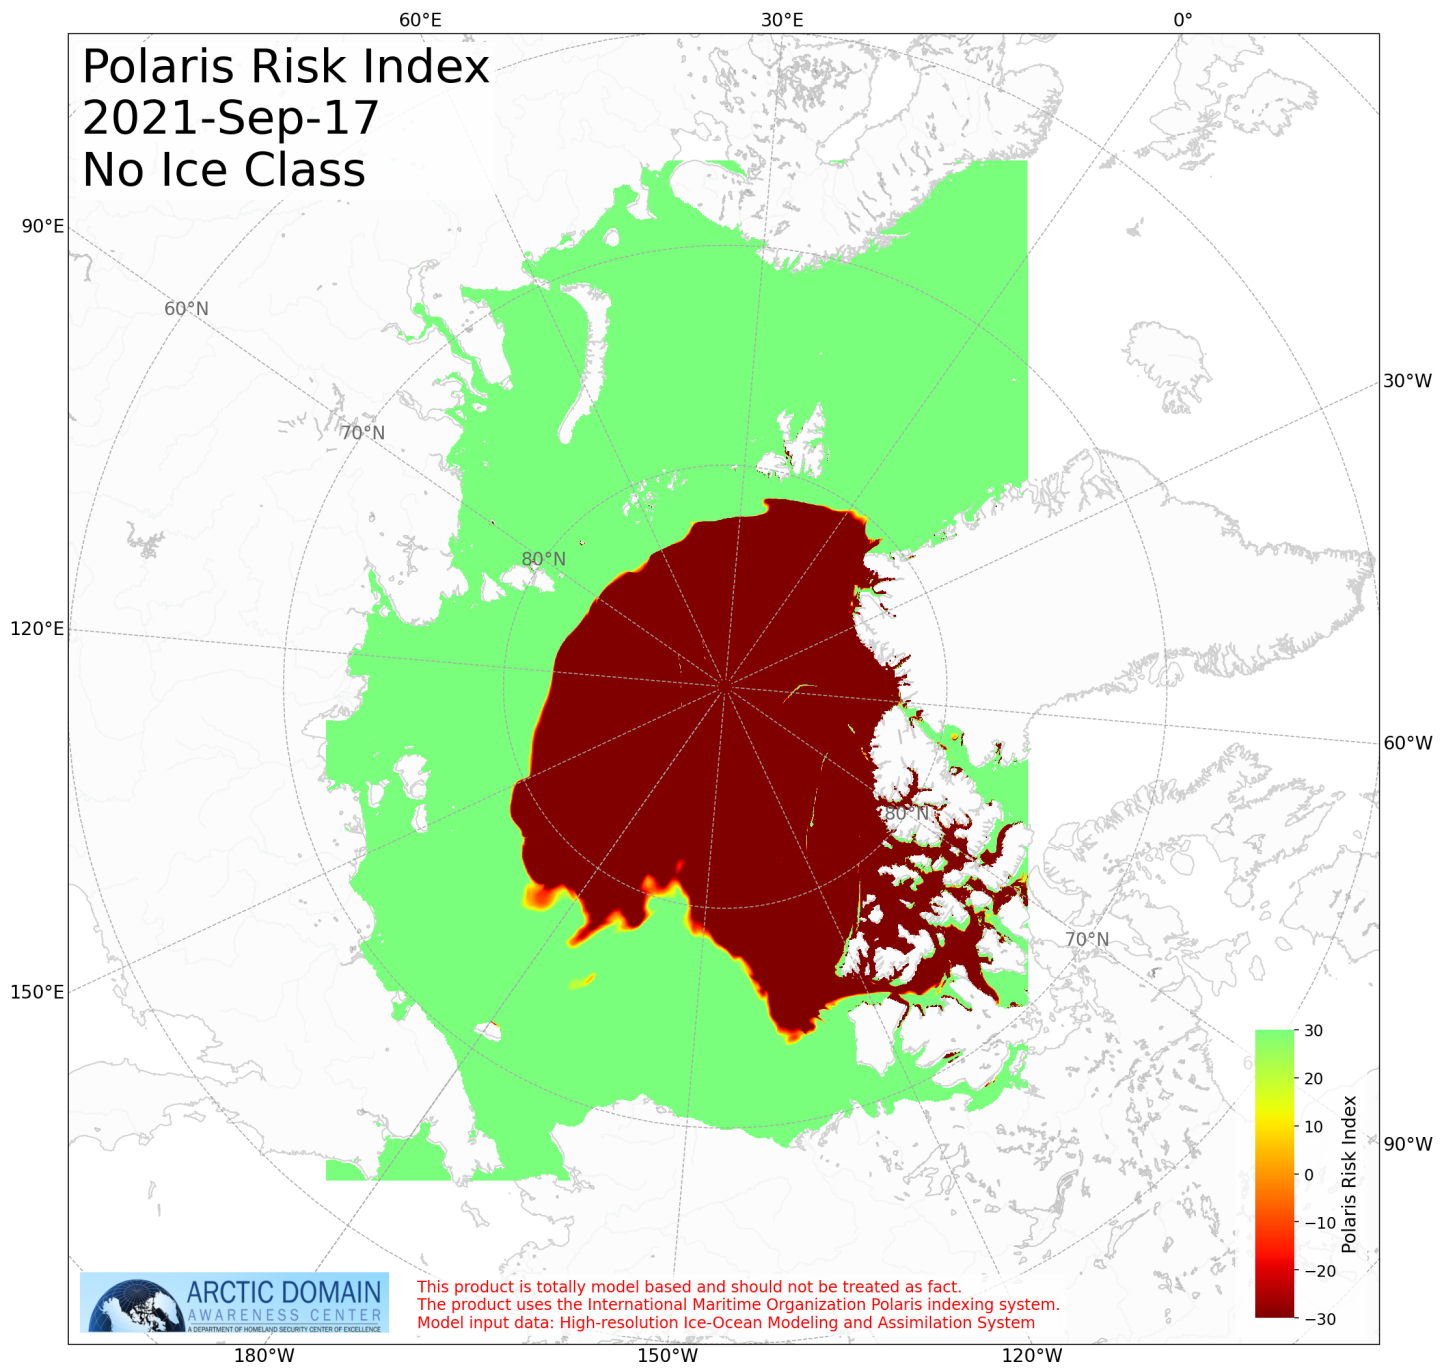 60°E 30°E 0°
Polaris Risk Index
2021-Sep-17
No Ice Class
90°E
60°N
30°W
70°N
80°N
120°E
60°W
80°N
70°N
150°E
30
20
10
0
−10
−20
−30
Polaris Risk Index
90°W
ARCTIC DOMAIN
AWARENESS CENTER
A DEPARTMENT OF HOMELAND SECURITY CENTER OF EXCELLENCE
This product is totally model based and should not be treated as fact.
The product uses the International Maritime Organization Polaris indexing system.
Model input data: High-resolution Ice-Ocean Modeling and Assimilation System
180°W 150°W 120°W